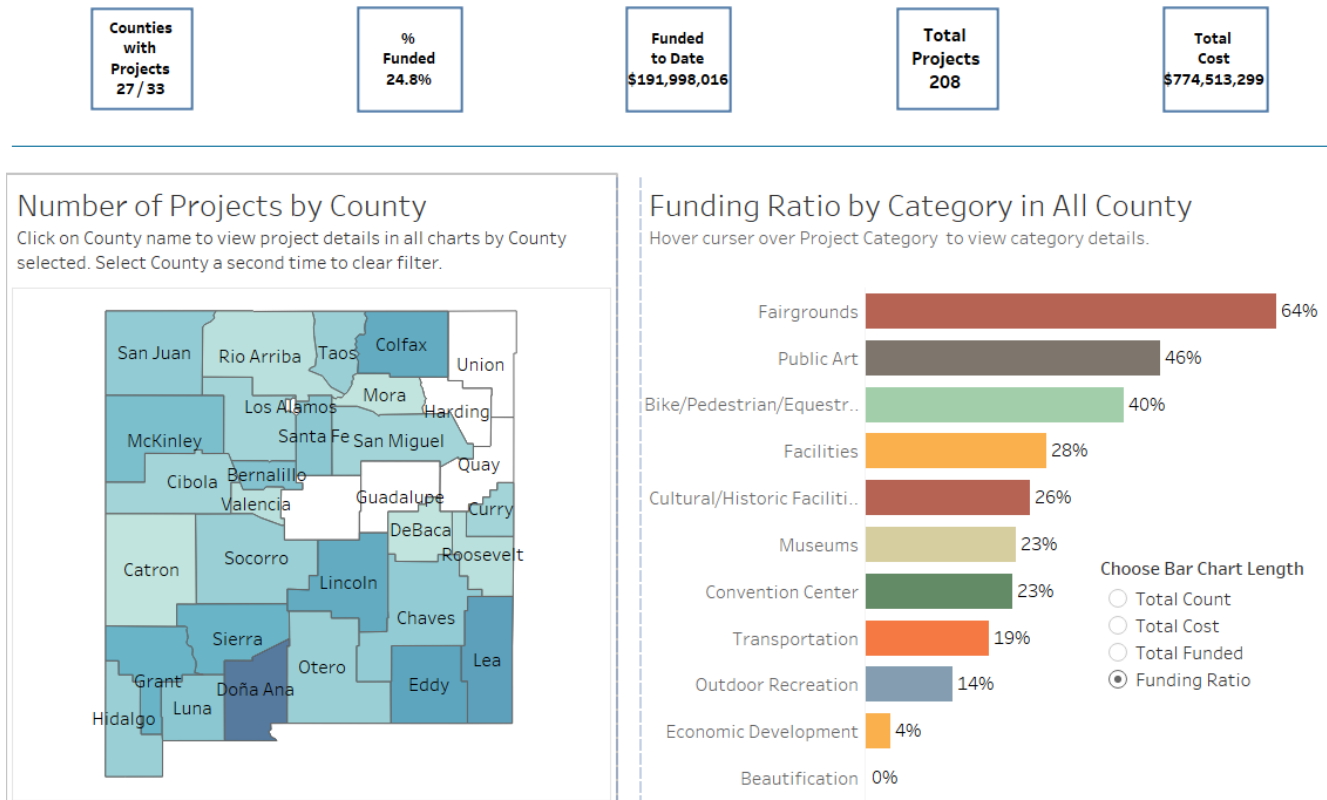 Counties
with
Projects
27 / 33
%
Funded
24.8%
Funded
to Date
$191,998,016
Total
Projects
208
Total
Cost
$774,513,299
Number of Projects by County
Click on County name to view project details in all charts by County
selected. Select County a second time to clear filter.
San Juan
Rio Arriba
Taos
Colfax
Union
Mora
Los Alamos
Harding
McKinley
Santa Fe
San Miguel
Cibola
Bernalillo
Quay
Valencia
Guadalupe
Curry
DeBaca
Roosevelt
Catron
Socorro
Lincoln
Chaves
Sierra
Otero
Lea
Grant
Doña Ana
Eddy
Hidalgo
Luna
Funding Ratio by Category in All County
Hover curser over Project Category to view category details.
Fairgrounds 64%
Public Art 46%
Bike/Pedestrian/Equestr.. 40%
Facilities 28%
Cultural/Historic Faciliti.. 26%
Museums 23%
Convention Center 23%
Transportation 19%
Outdoor Recreation 14%
Economic Development 4%
Beautification 0%
Choose Bar Chart Length
Total Count
Total Cost
Total Funded
Funding Ratio